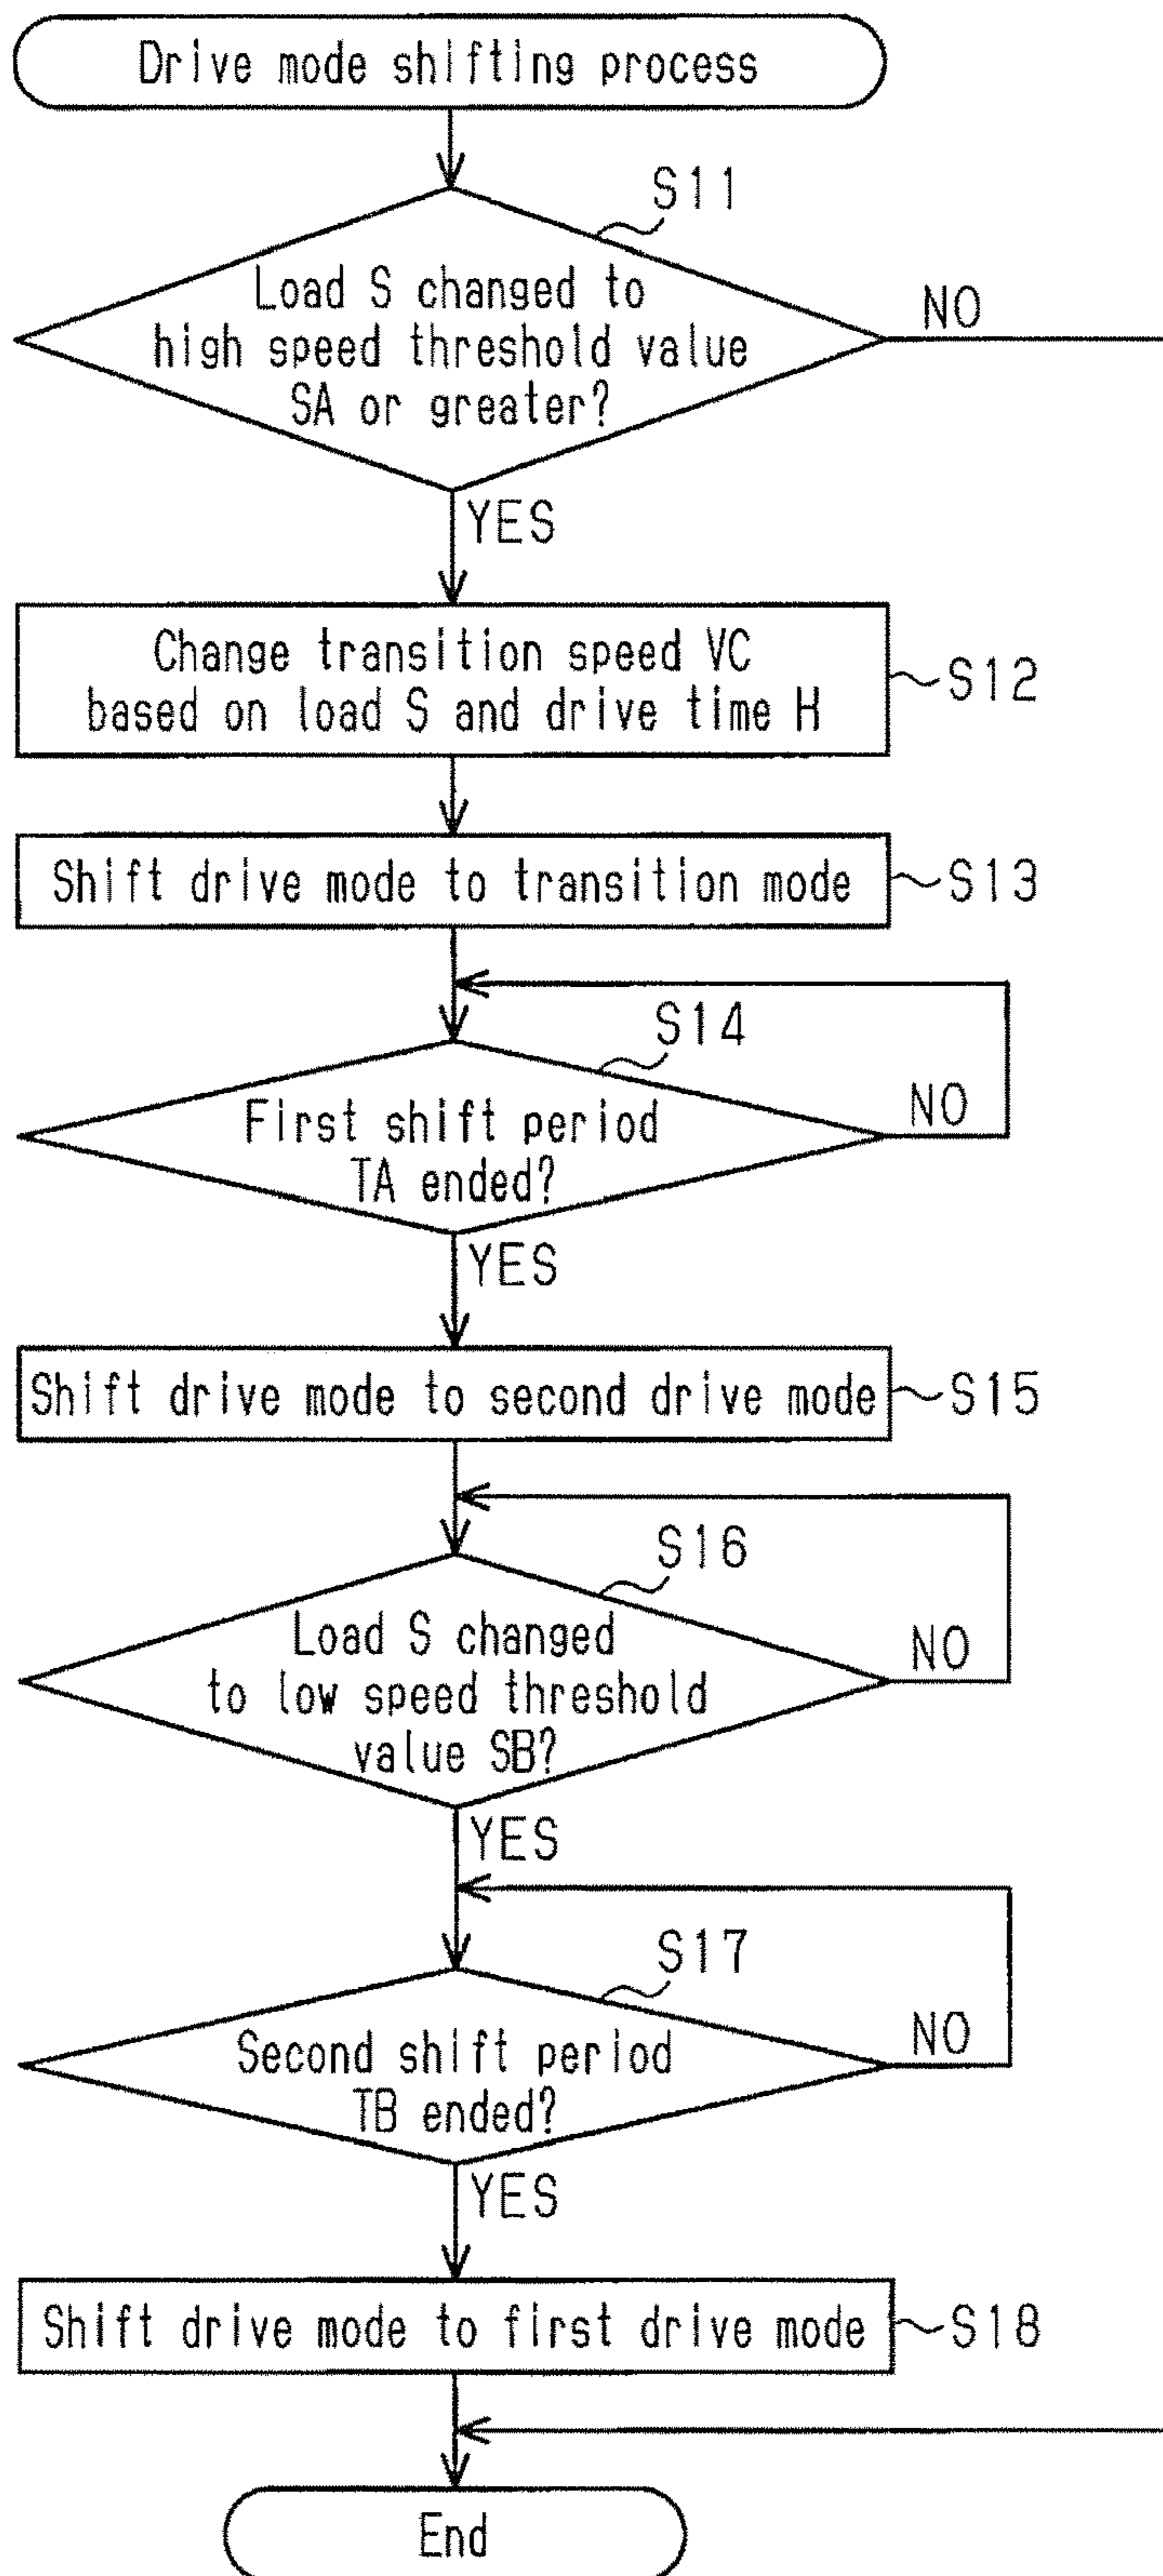 Drive mode shifting process
S11
Load S changed to
high speed threshold value
SA or greater?
NO
YES
Change transition speed VC
based on load S and drive time H
S12
Shift drive mode to transition mode
S13
S14
First shift period
TA ended?
NO
YES
Shift drive mode to second drive mode
S15
S16
Load S changed
to low speed threshold
value SB?
NO
YES
S17
Second shift period
TB ended?
NO
YES
Shift drive mode to first drive mode
S18
End